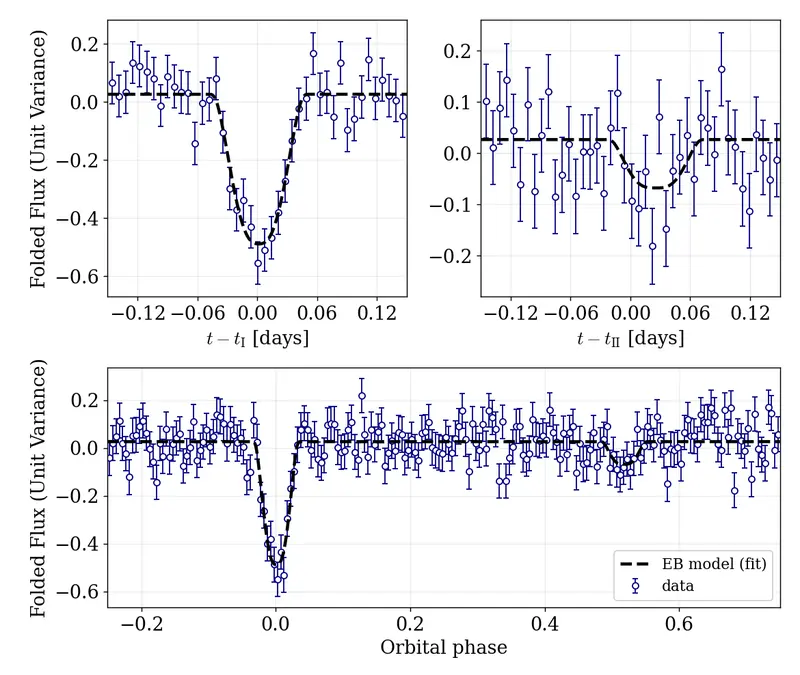 Folded Flux (Unit Variance)
0.2
0.0
−0.2
−0.4
−0.6
−0.12 −0.06 0.00 0.06 0.12
t − tI [days]
0.2
0.1
0.0
−0.1
−0.2
−0.12 −0.06 0.00 0.06 0.12
t − tII [days]
Folded Flux (Unit Variance)
0.2
0.0
−0.2
−0.4
−0.6
EB model (fit)
data
−0.2 0.0 0.2 0.4 0.6
Orbital phase